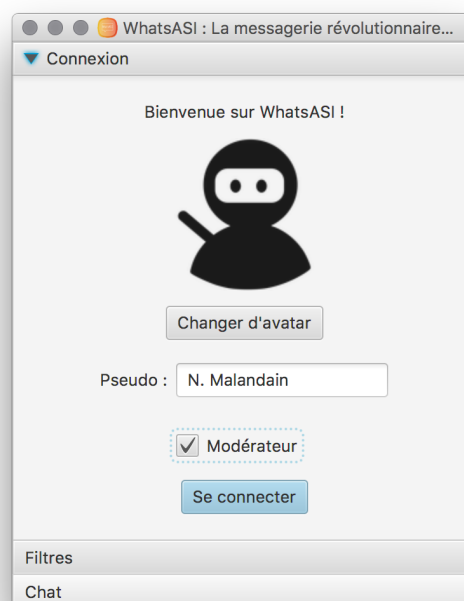 WhatsASI : La messagerie révolutionnaire...
Connexion
Bienvenue sur WhatsASI !
Changer d'avatar
Pseudo : N. Malandain
Modérateur
Se connecter
Filtres
Chat